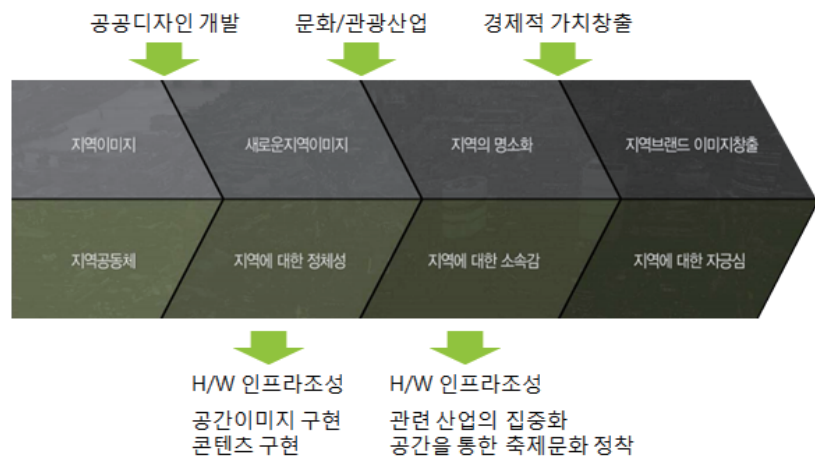 공공디자인 개발
문화/관광산업
경제적 가치창출
지역이미지
새로운지역이미지
지역의 명소화
지역브랜드 이미지창출
지역공동체
지역에 대한 정체성
지역에 대한 소속감
지역에 대한 자긍심
H/W 인프라조성
공간이미지 구현
콘텐츠 구현
H/W 인프라조성
관련 산업의 집중화
공간을 통한 축제문화 정착